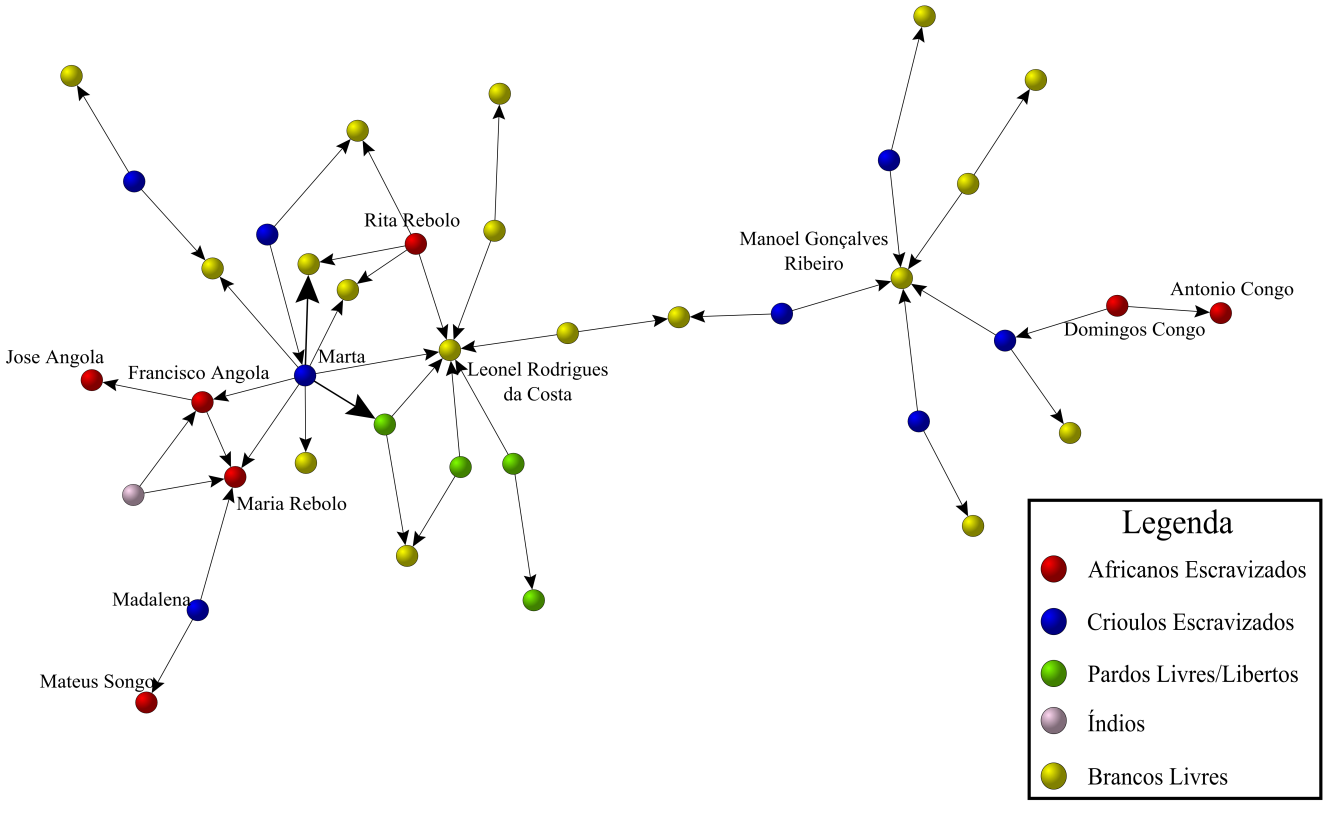 Rita Rebolo
Manoel Gonçalves
Ribeiro
Antonio Congo
Domingos Congo
Jose Angola
Francisco Angola
Marta
Leonel Rodrigues
da Costa
Maria Rebolo
Madalena
Mateus Songo
Legenda
Africanos Escravizados
Crioulos Escravizados
Pardos Livres/Libertos
Índios
Brancos Livres